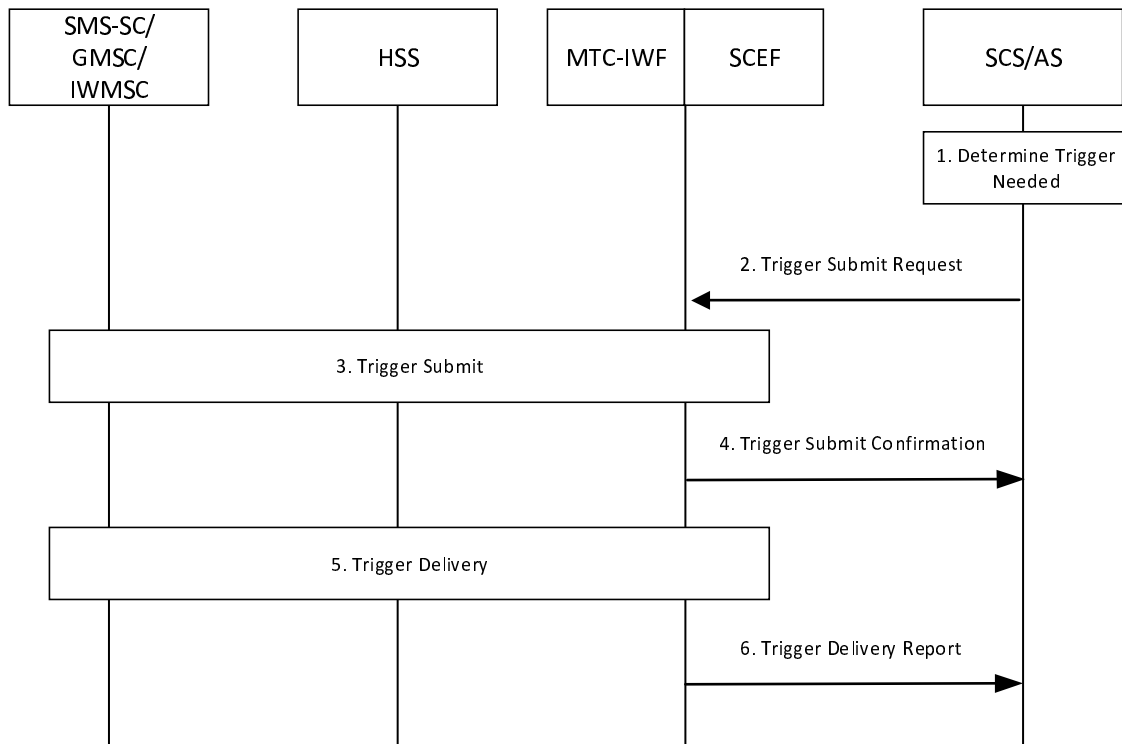 SMS-SC/
GMSC/
IWMSC
HSS
MTC-IWF
SCEF
SCS/AS
1. Determine Trigger
Needed
2. Trigger Submit Request
3. Trigger Submit
4. Trigger Submit Confirmation
5. Trigger Delivery
6. Trigger Delivery Report